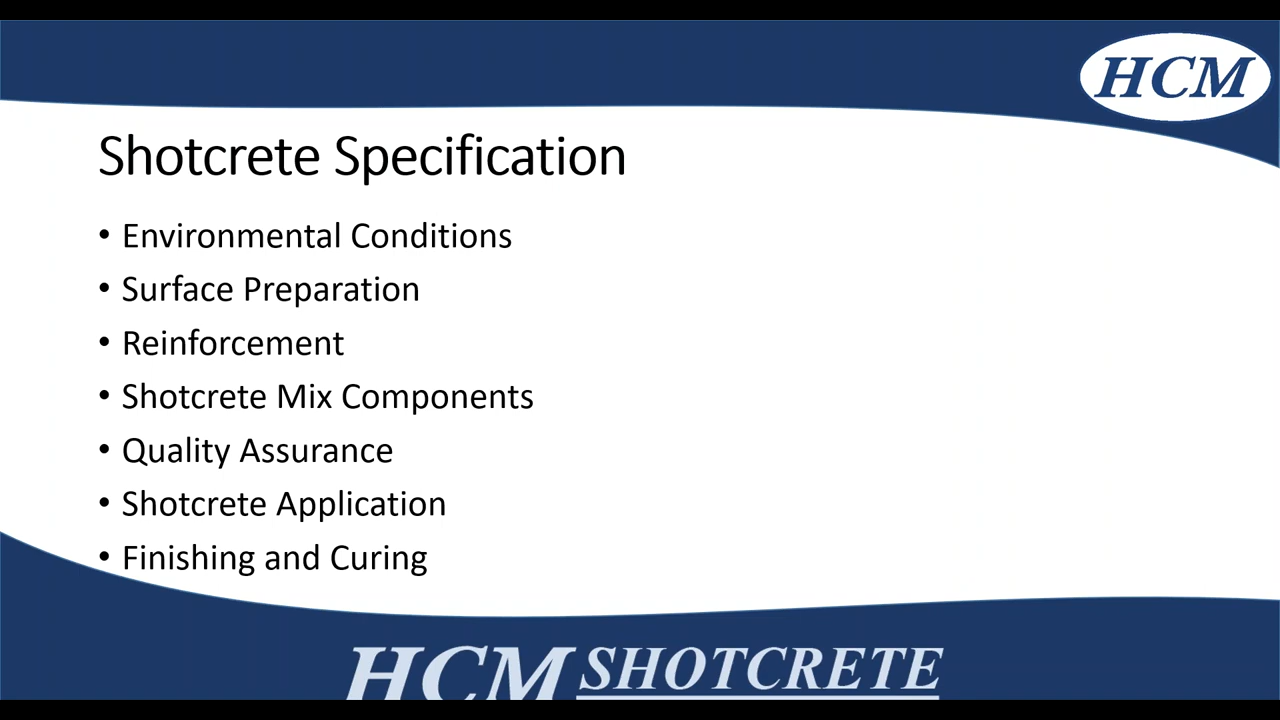 HCM
Shotcrete Specification
• Environmental Conditions
• Surface Preparation
• Reinforcement
• Shotcrete Mix Components
• Quality Assurance
• Shotcrete Application
• Finishing and Curing
HCM SHOTCRETE